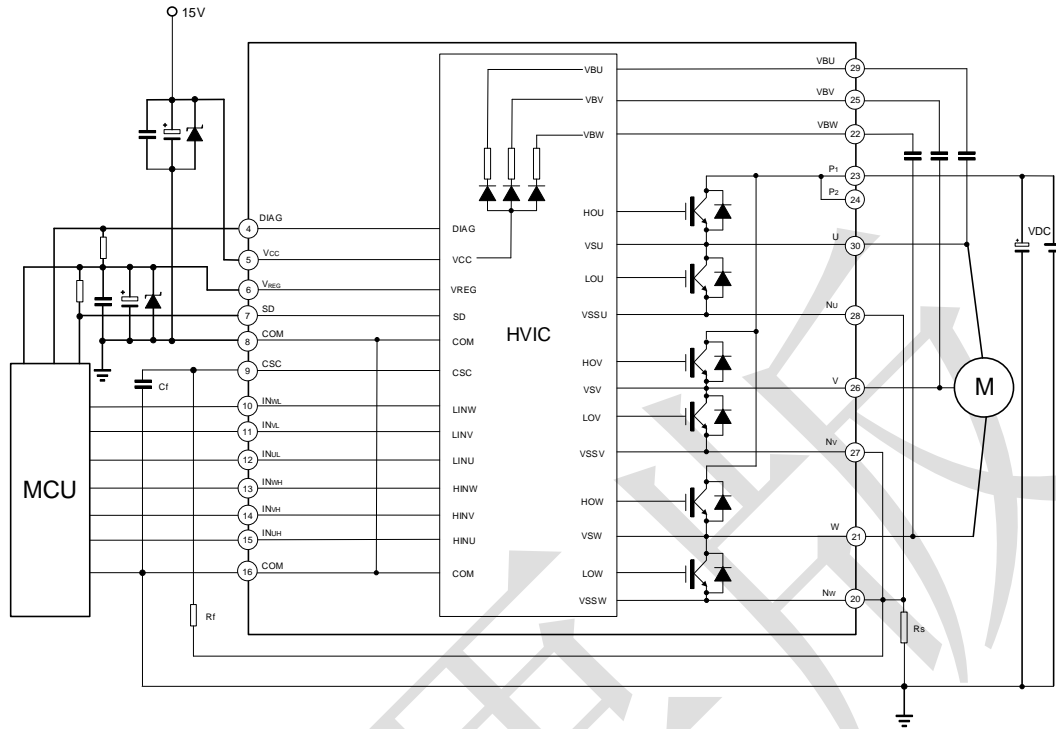 15V
MCU
Cf
Rf
4 DIAG
5 VCC
6 VREG
7 SD
8 COM
9 CSC
10 INWL
11 INVL
12 INUL
13 INWH
14 INVH
15 INUH
16 COM
DIAG
VCC
VREG
SD
COM
CSC
LINW
LINV
LINU
HINW
HINV
HINU
COM
HVIC
VBU
VBV
VBW
HOU
VSU
LOU
VSSU
HOV
VSV
LOV
VSSV
HOW
VSW
LOW
VSSW
VBU 29
VBV 25
VBW 22
P1 23
P2 24
U 30
NU 28
V 26
NV 27
W 21
NW 20
VDC
M
Rs